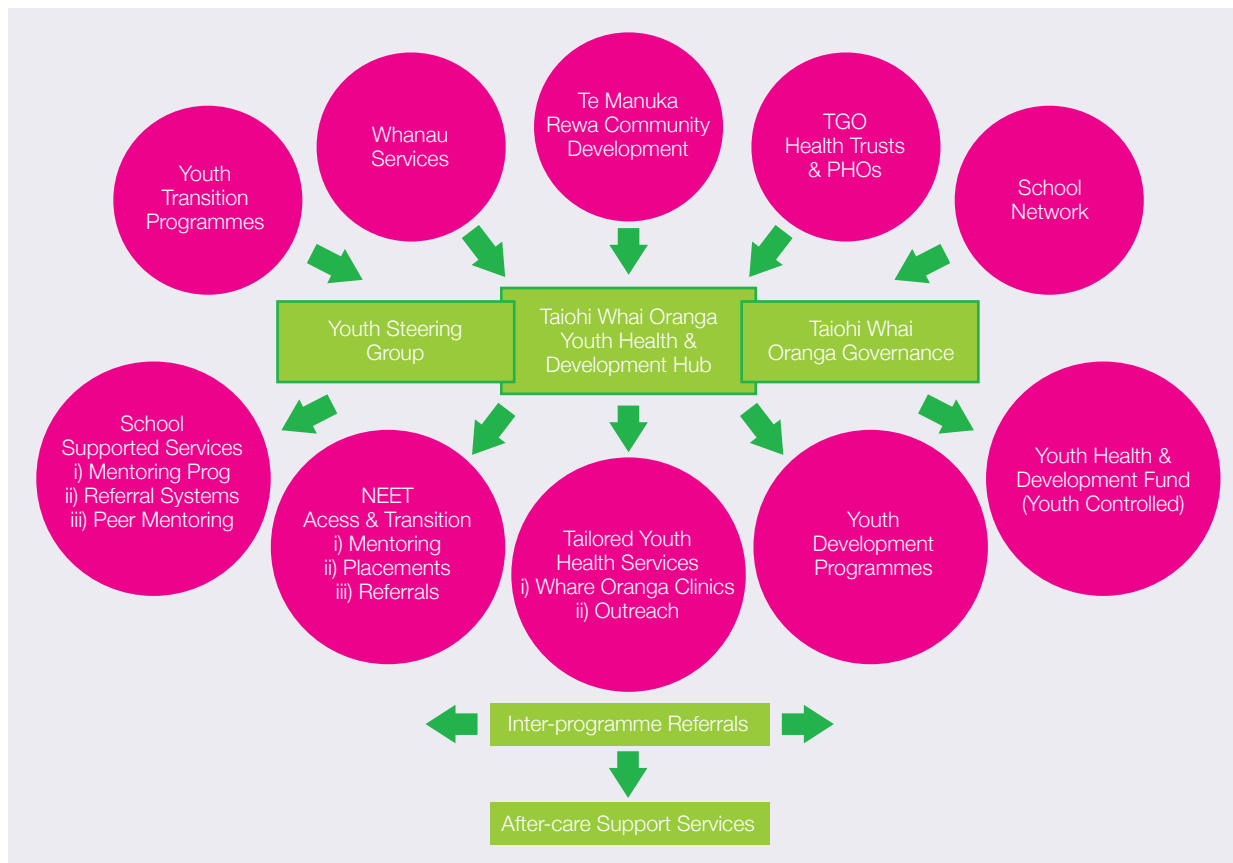 Youth
Transition
Programmes
Whanau
Services
Te Manuka
Rewa Community
Development
TGO
Health Trusts
& PHOs
School
Network
Youth Steering
Group
Taiohi Whai Oranga
Youth Health &
Development Hub
Taiohi Whai
Oranga Governance
School
Supported Services
i) Mentoring Prog
ii) Referral Systems
iii) Peer Mentoring
NEET
Acess & Transition
i) Mentoring
ii) Placements
iii) Referrals
Tailored Youth
Health Services
i) Whare Oranga Clinics
ii) Outreach
Youth
Development
Programmes
Youth Health &
Development Fund
(Youth Controlled)
Inter-programme Referrals
After-care Support Services